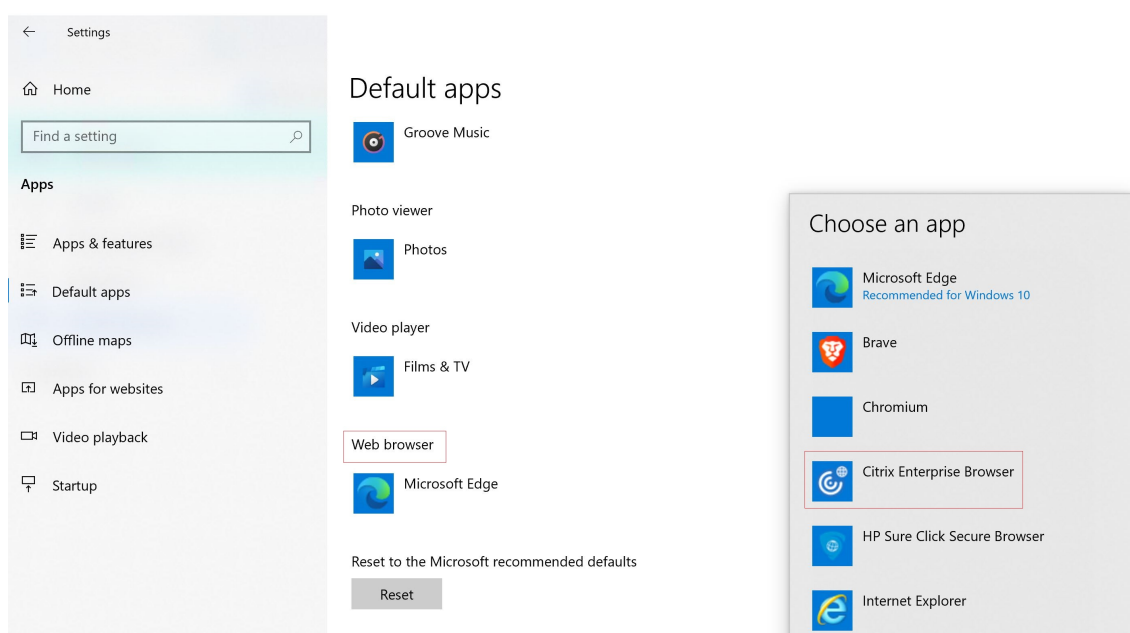 Settings
Home
Find a setting
Apps
Apps & features
Default apps
Offline maps
Apps for websites
Video playback
Startup
Default apps
Groove Music
Photo viewer
Photos
Video player
Films & TV
Web browser
Microsoft Edge
Reset to the Microsoft recommended defaults
Reset
Choose an app
Microsoft Edge
Recommended for Windows 10
Brave
Chromium
Citrix Enterprise Browser
HP Sure Click Secure Browser
Internet Explorer